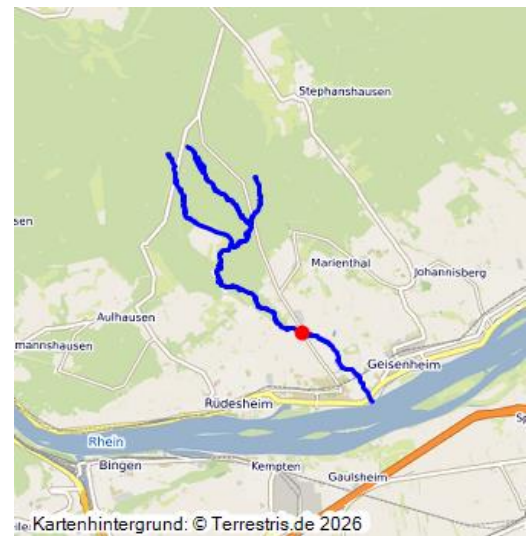 Stephanshausen
sen
Marienthal
Johannisberg
Aulhausen
mannshausen
Geisenheim
Rüdesheim
Rhein
Bingen
Kempten
Gaulsheim
Sp
Kartenhintergrund: © Terrestris.de 2026